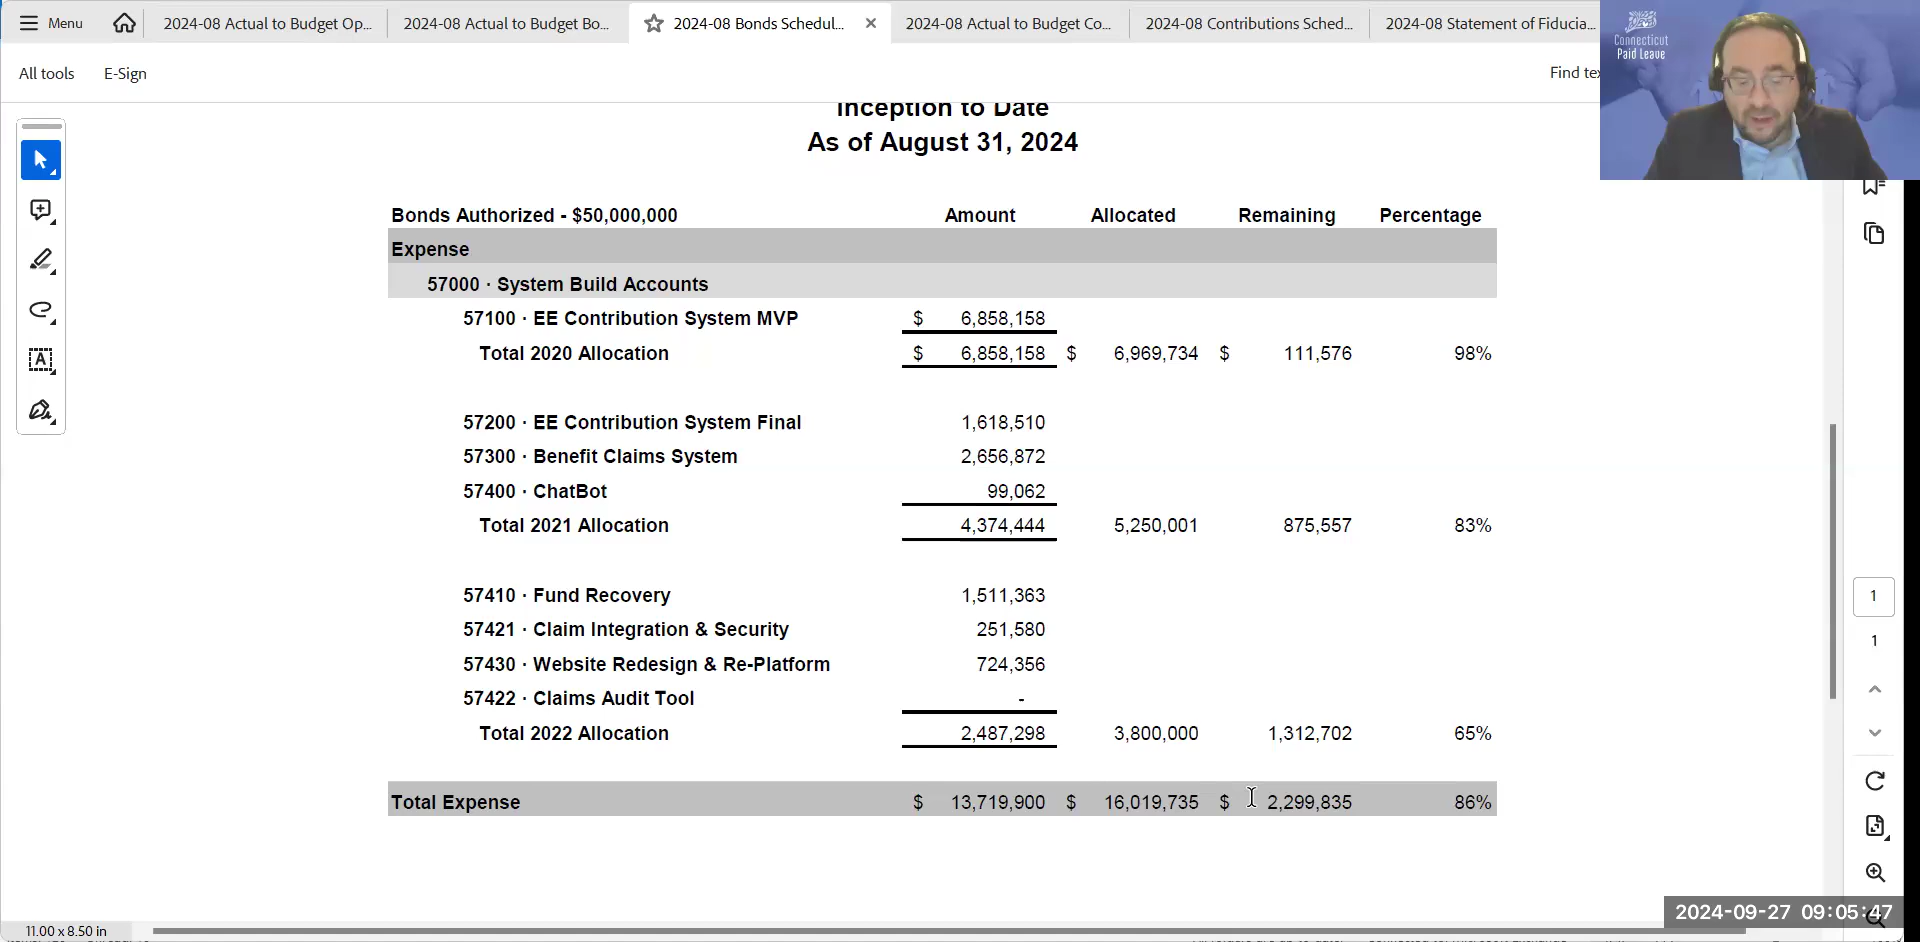 Menu
2024-08 Actual to Budget Op...
2024-08 Actual to Budget Bo...
2024-08 Bonds Schedul...
2024-08 Actual to Budget Co...
2024-08 Contributions Sched...
2024-08 Statement of Fiducia...
Connecticut
Paid Leave
All tools
E-Sign
Find
Inception to Date
As of August 31, 2024
Bonds Authorized - $50,000,000 Amount Allocated Remaining Percentage
Expense
57000 · System Build Accounts
57100 · EE Contribution System MVP $ 6,858,158
Total 2020 Allocation $ 6,858,158 $ 6,969,734 $ 111,576 98%
57200 · EE Contribution System Final 1,618,510
57300 · Benefit Claims System 2,656,872
57400 · ChatBot 99,062
Total 2021 Allocation 4,374,444 5,250,001 875,557 83%
57410 · Fund Recovery 1,511,363
57421 · Claim Integration & Security 251,580
57430 · Website Redesign & Re-Platform 724,356
57422 · Claims Audit Tool -
Total 2022 Allocation 2,487,298 3,800,000 1,312,702 65%
Total Expense $ 13,719,900 $ 16,019,735 $ 2,299,835 86%
1
1
11.00 x 8.50 in
2024-09-27 09:05:47